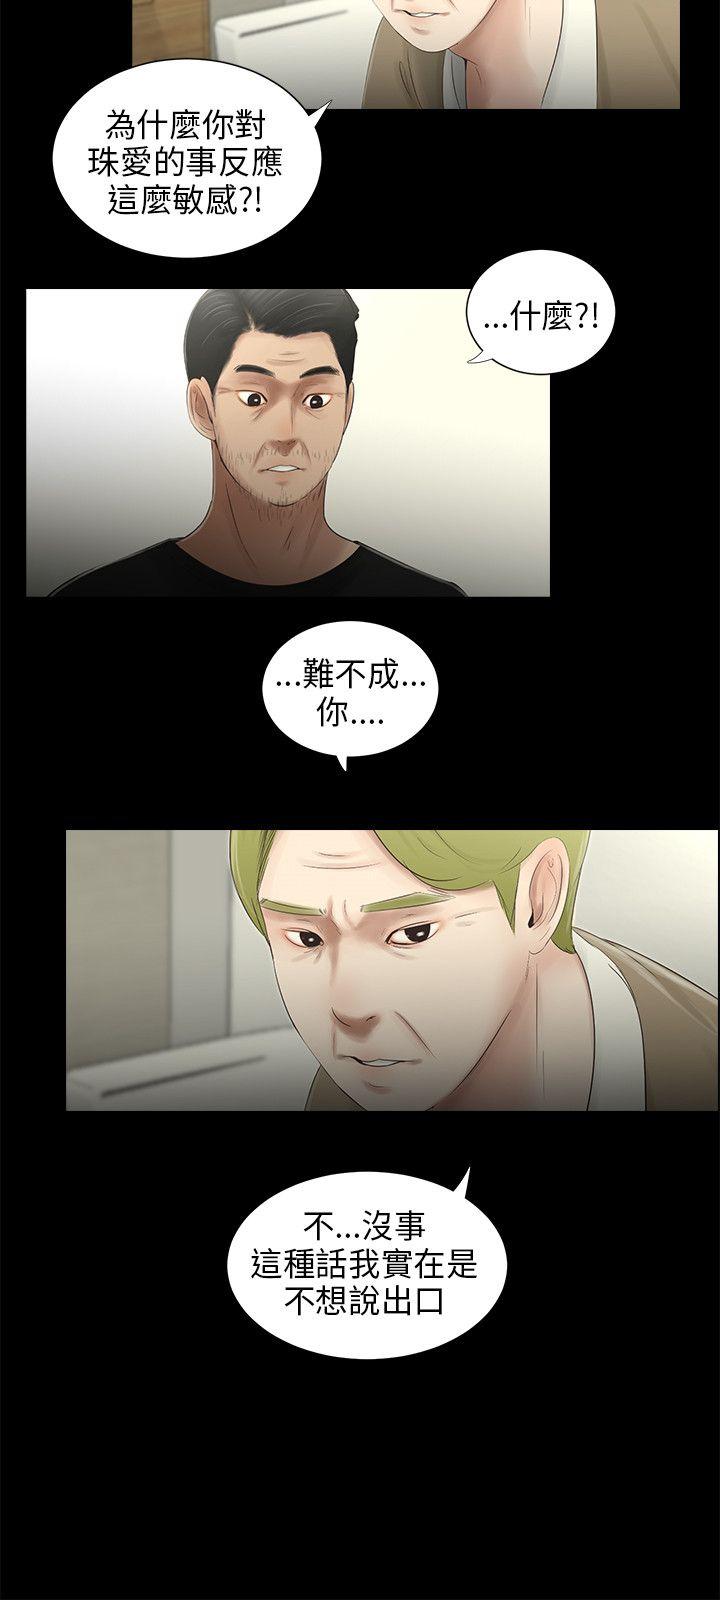 為什麼你對
珠愛的事反應
這麼敏感?!
...什麼?!
...難不成...
你....
不...沒事
這種話我實在是
不想說出口